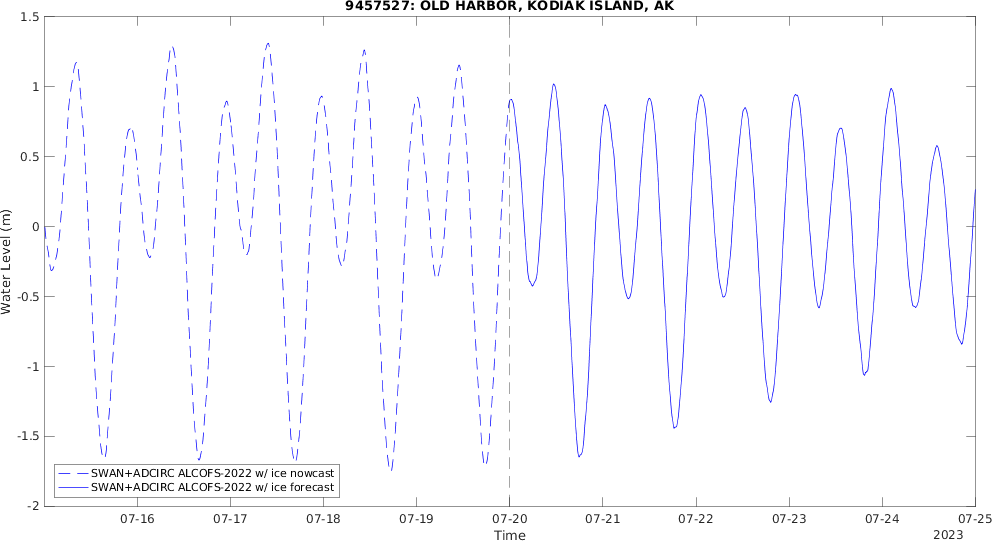 9457527: OLD HARBOR, KODIAK ISLAND, AK
1.5
1
0.5
0
-0.5
-1
-1.5
-2
Water Level (m)
SWAN+ADCIRC ALCOFS-2022 w/ ice nowcast
SWAN+ADCIRC ALCOFS-2022 w/ ice forecast
07-16 07-17 07-18 07-19 07-20 07-21 07-22 07-23 07-24 07-25
Time
2023